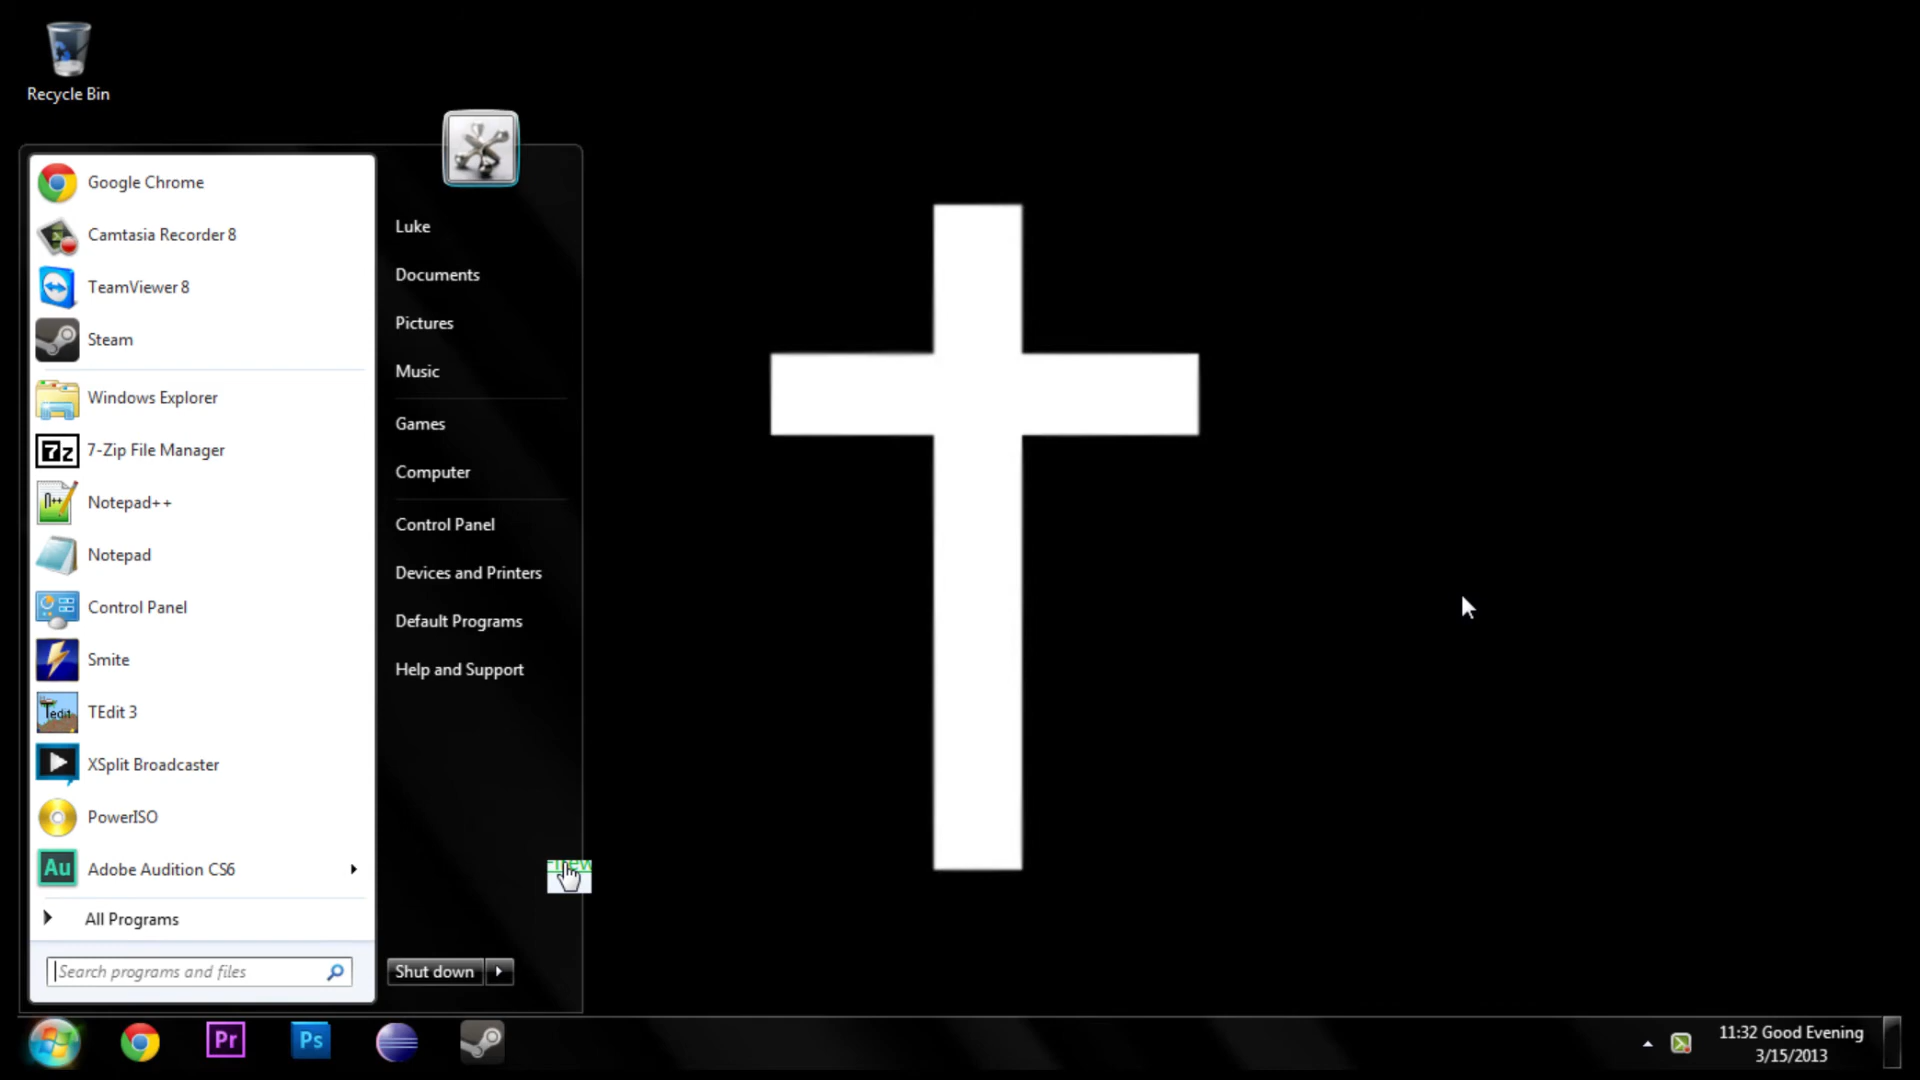 Recycle Bin
Google Chrome
Camtasia Recorder 8
TeamViewer 8
Steam
Windows Explorer
7z
7-Zip File Manager
n++
Notepad++
Notepad
Control Panel
Smite
Tedit
TEdit 3
XSplit Broadcaster
PowerISO
Au
Adobe Audition CS6
All Programs
Search programs and files
Luke
Documents
Pictures
Music
Games
Computer
Control Panel
Devices and Printers
Default Programs
Help and Support
Shut down
Pr
Ps
11:32 Good Evening
3/15/2013